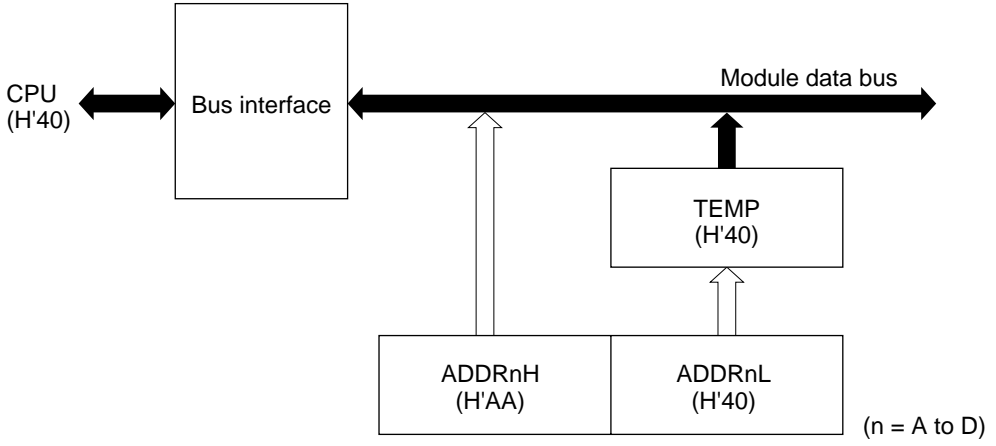 Module data bus
CPU
(H'40)
Bus interface
TEMP
(H'40)
ADDRnH
(H'AA)
ADDRnL
(H'40)
(n = A to D)